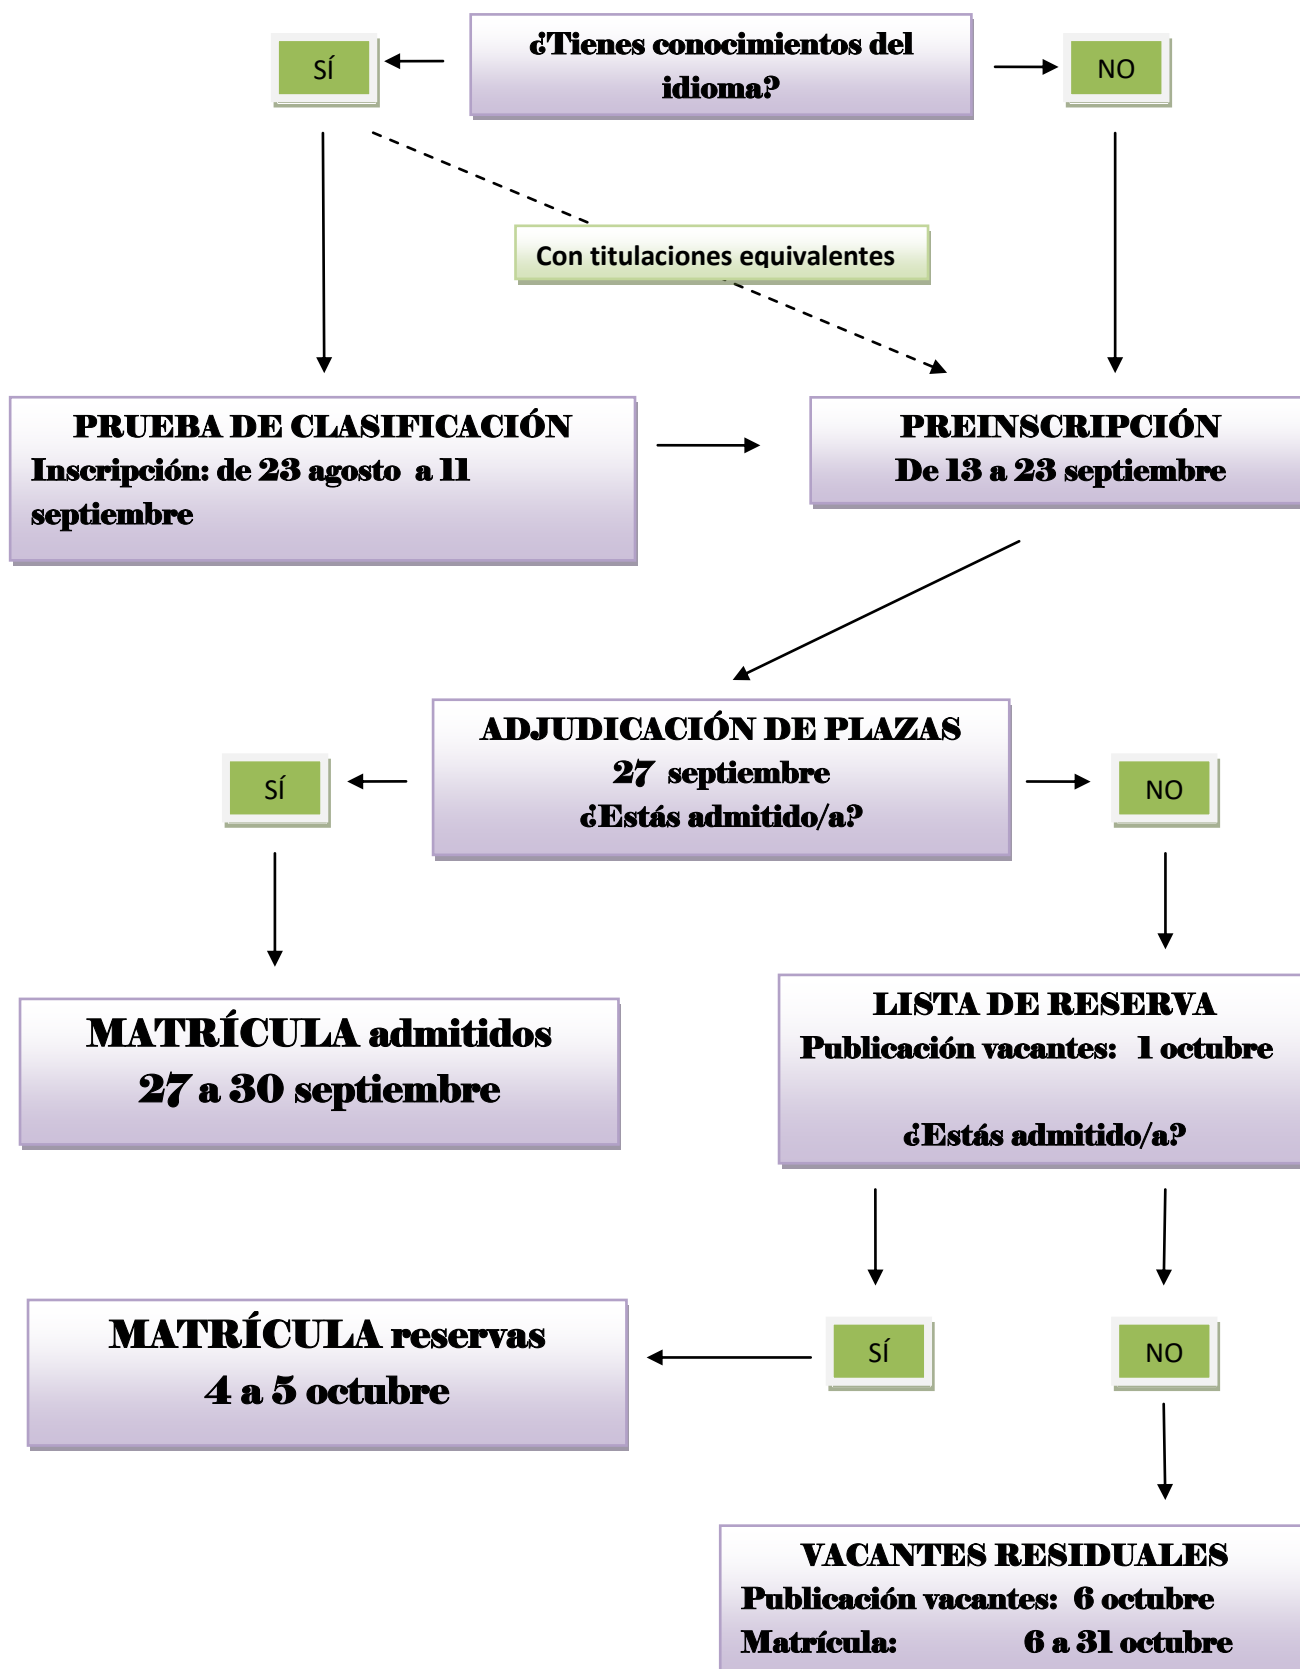 ¿Tienes conocimientos del
idioma?
SÍ
NO
Con titulaciones equivalentes
PRUEBA DE CLASIFICACIÓN
Inscripción: de 23 agosto a 11
septiembre
PREINSCRIPCIÓN
De 13 a 23 septiembre
ADJUDICACIÓN DE PLAZAS
27 septiembre
¿Estás admitido/a?
SÍ
NO
MATRÍCULA admitidos
27 a 30 septiembre
LISTA DE RESERVA
Publicación vacantes: 1 octubre
¿Estás admitido/a?
MATRÍCULA reservas
4 a 5 octubre
SÍ
NO
VACANTES RESIDUALES
Publicación vacantes: 6 octubre
Matrícula: 6 a 31 octubre